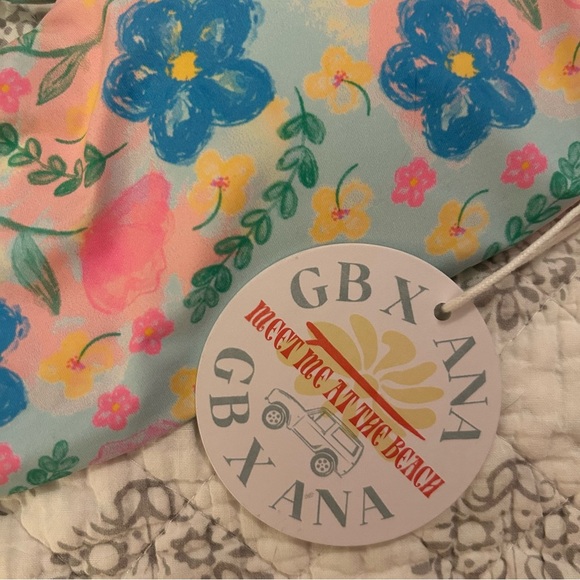 GB X ANA
MEET ME AT THE BEACH
GB X ANA